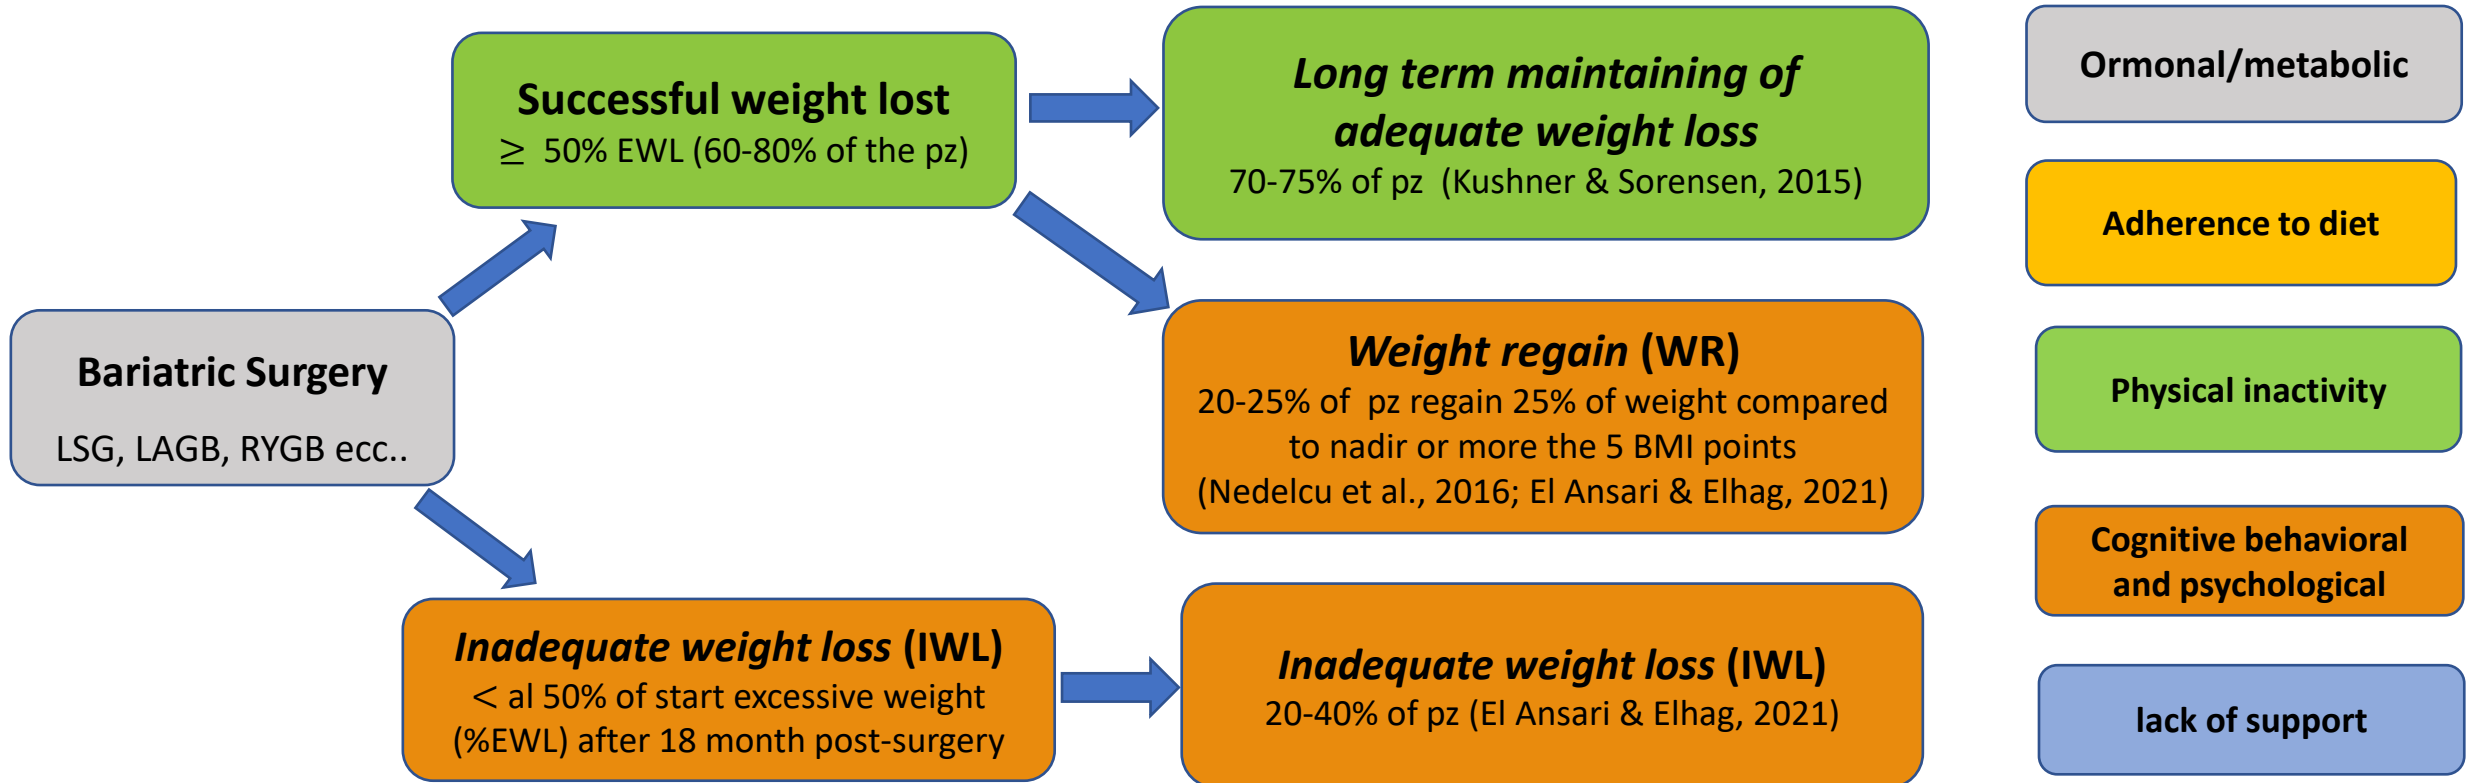 Successful weight lost
≥ 50% EWL (60-80% of the pz)
Long term maintaining of
adequate weight loss
70-75% of pz (Kushner & Sorensen, 2015)
Bariatric Surgery
LSG, LAGB, RYGB ecc..
Weight regain (WR)
20-25% of pz regain 25% of weight compared
to nadir or more the 5 BMI points
(Nedelcu et al., 2016; El Ansari & Elhag, 2021)
Inadequate weight loss (IWL)
< al 50% of start excessive weight
(%EWL) after 18 month post-surgery
Inadequate weight loss (IWL)
20-40% of pz (El Ansari & Elhag, 2021)
Ormonal/metabolic
Adherence to diet
Physical inactivity
Cognitive behavioral
and psychological
lack of support